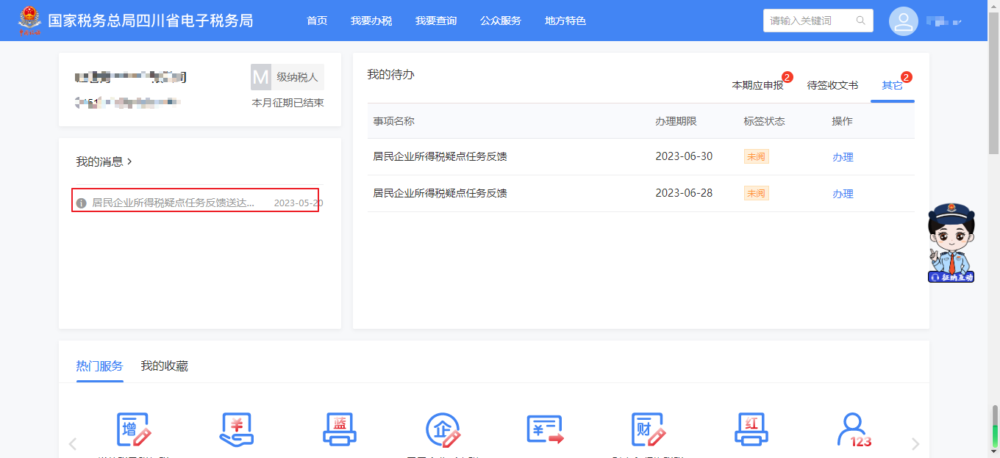 国家税务总局四川省电子税务局
首页 我要办税 我要查询 公众服务 地方特色
请输入关键词
M 级纳税人
本月征期已结束
我的消息
居民企业所得税疑点任务反馈送达... 2023-05-20
我的待办
本期应申报 2 待签收文书 其它 2
事项名称 办理期限 标签状态 操作
居民企业所得税疑点任务反馈 2023-06-30 未阅 办理
居民企业所得税疑点任务反馈 2023-06-28 未阅 办理
征纳互动
热门服务 我的收藏
增 蓝 企 财 红 123